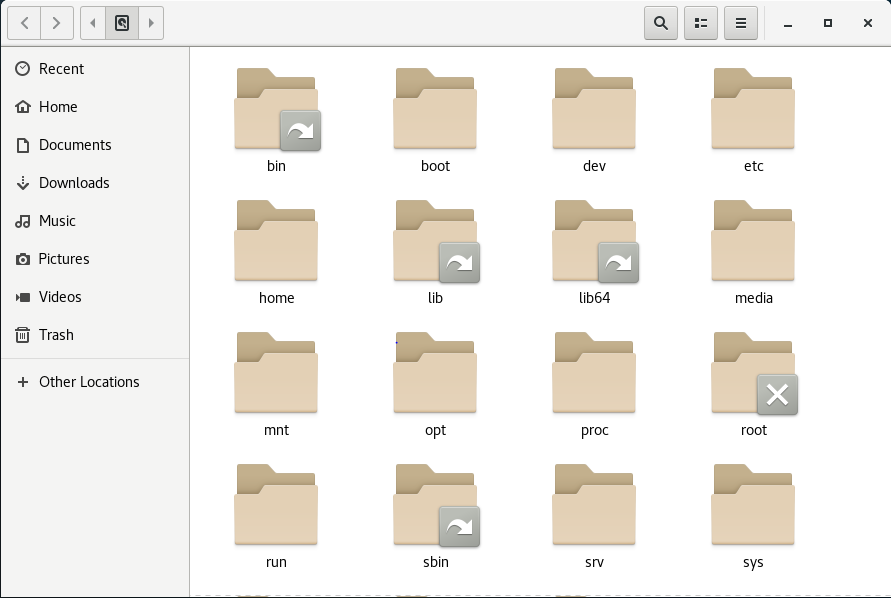 Recent
Home
Documents
Downloads
Music
Pictures
Videos
Trash
Other Locations
bin
boot
dev
etc
home
lib
lib64
media
mnt
opt
proc
root
run
sbin
srv
sys